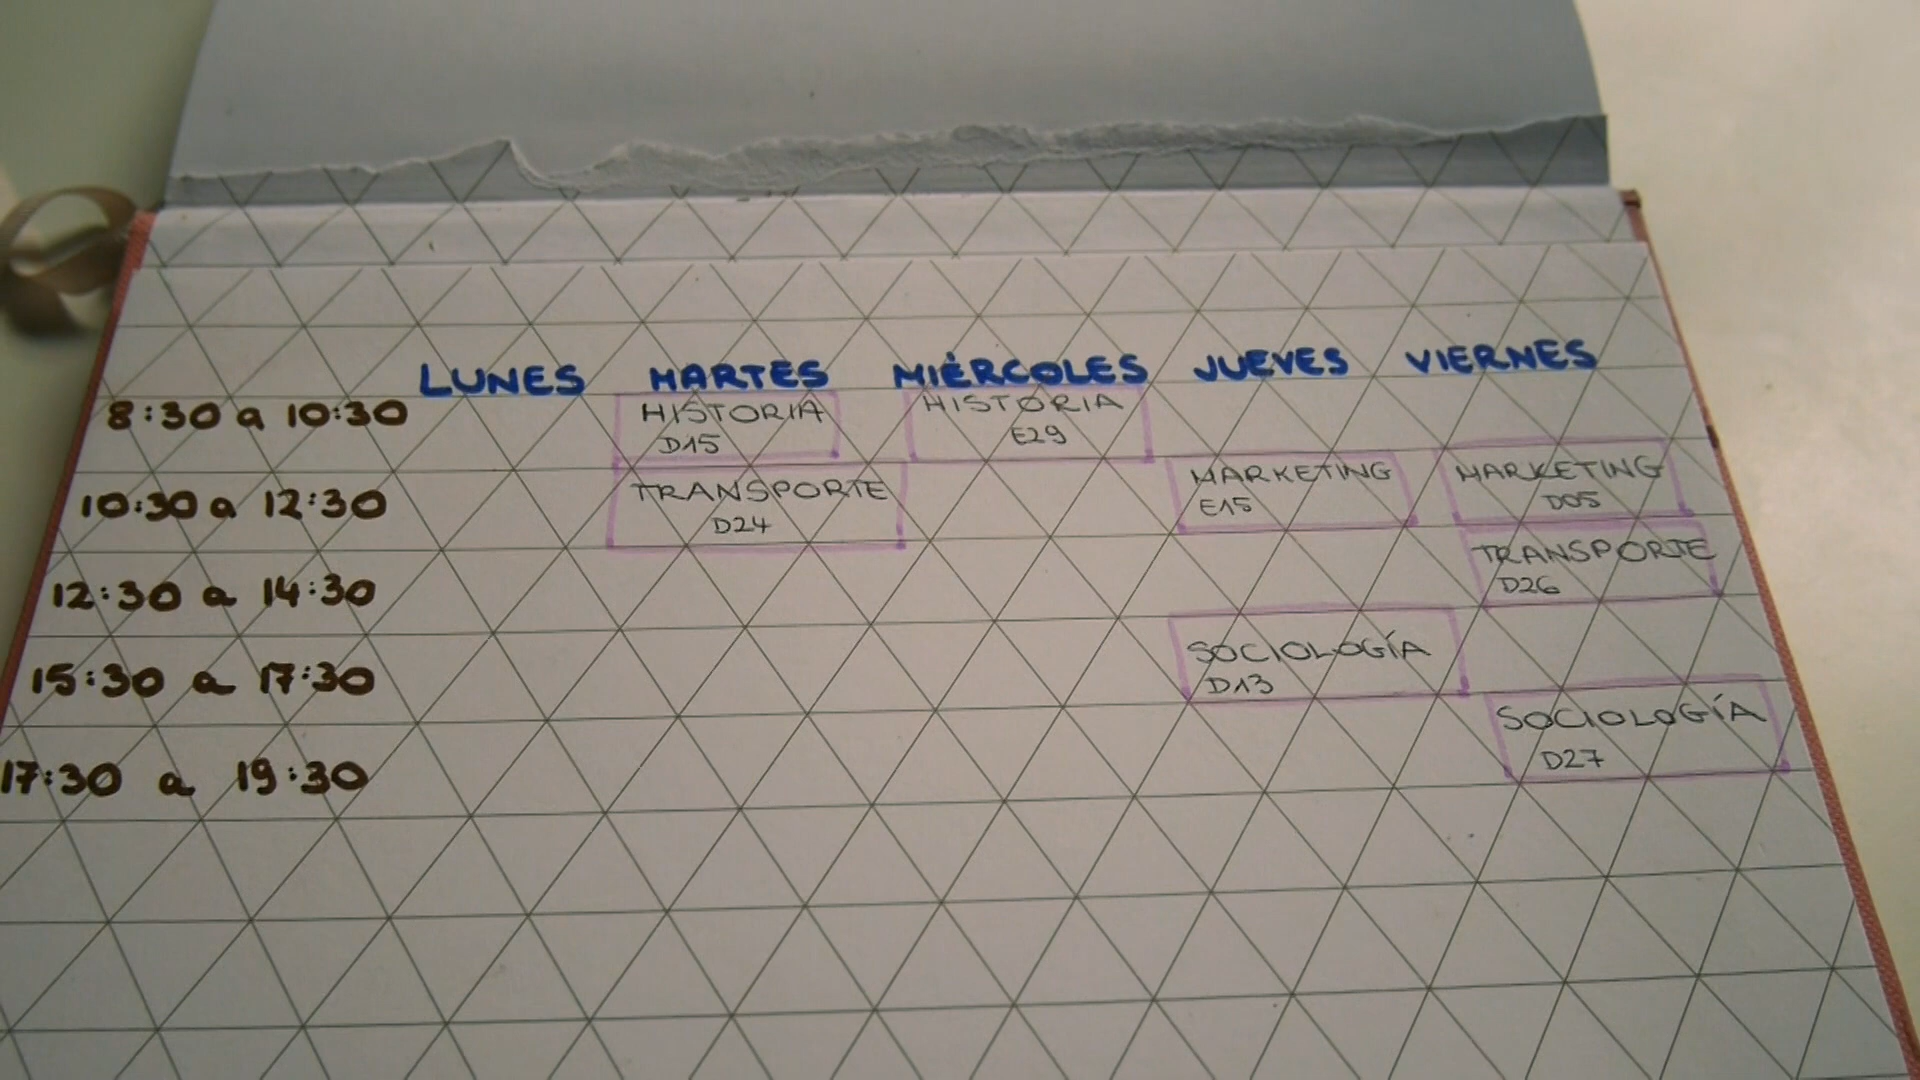 LUNES MARTES MIÉRCOLES JUEVES VIERNES
8:30 a 10:30 HISTORIA HISTORIA
D15 E29
10:30 a 12:30 TRANSPORTE MARKETING MARKETING
D24 E15 D05
12:30 a 14:30 TRANSPORTE
D26
15:30 a 17:30 SOCIOLOGÍA
D13
17:30 a 19:30 SOCIOLOGÍA
D27